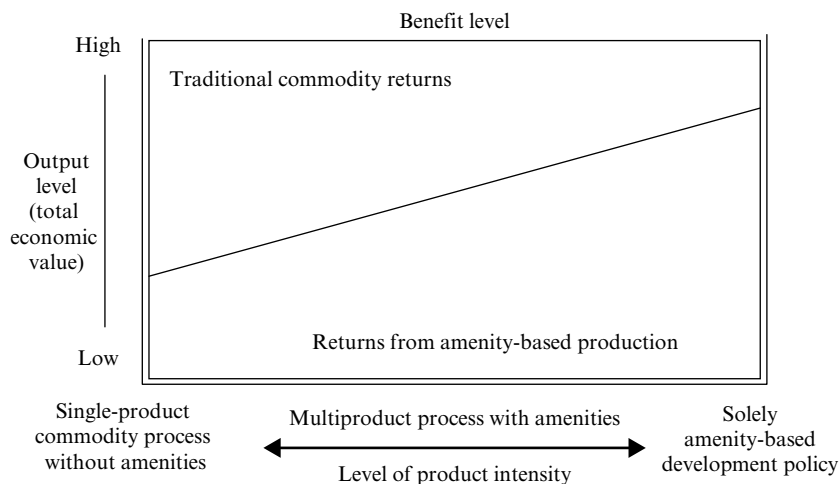 Benefit level
High
Traditional commodity returns
Output
level
(total
economic
value)
Returns from amenity-based production
Low
Single-product
commodity process
without amenities
Multiproduct process with amenities
Level of product intensity
Solely
amenity-based
development policy